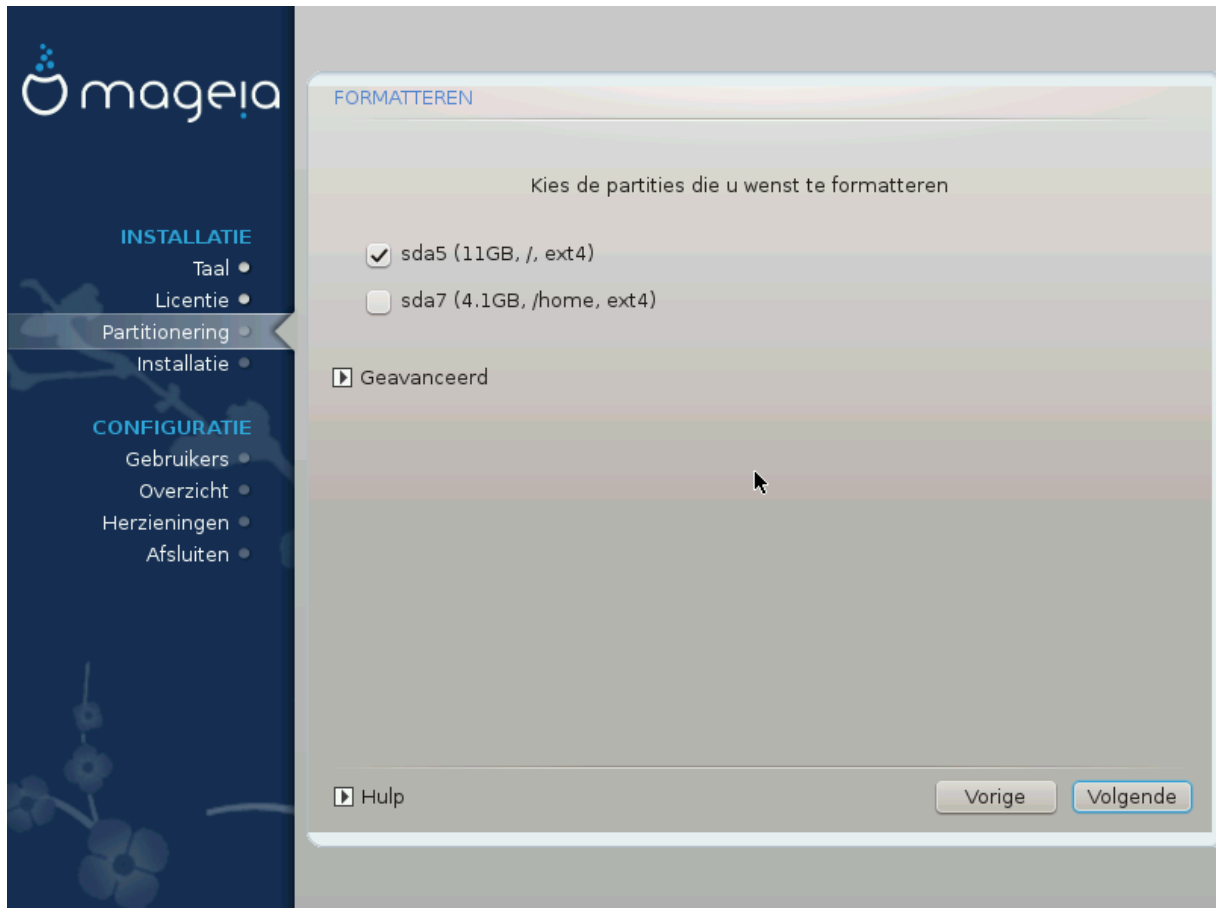 mageia
INSTALLATIE
Taal
Licentie
Partitionering
Installatie
CONFIGURATIE
Gebruikers
Overzicht
Herzieningen
Afsluiten
FORMATTEREN
Kies de partities die u wenst te formatteren
sda5 (11GB, /, ext4)
sda7 (4.1GB, /home, ext4)
Geavanceerd
Hulp
Vorige
Volgende